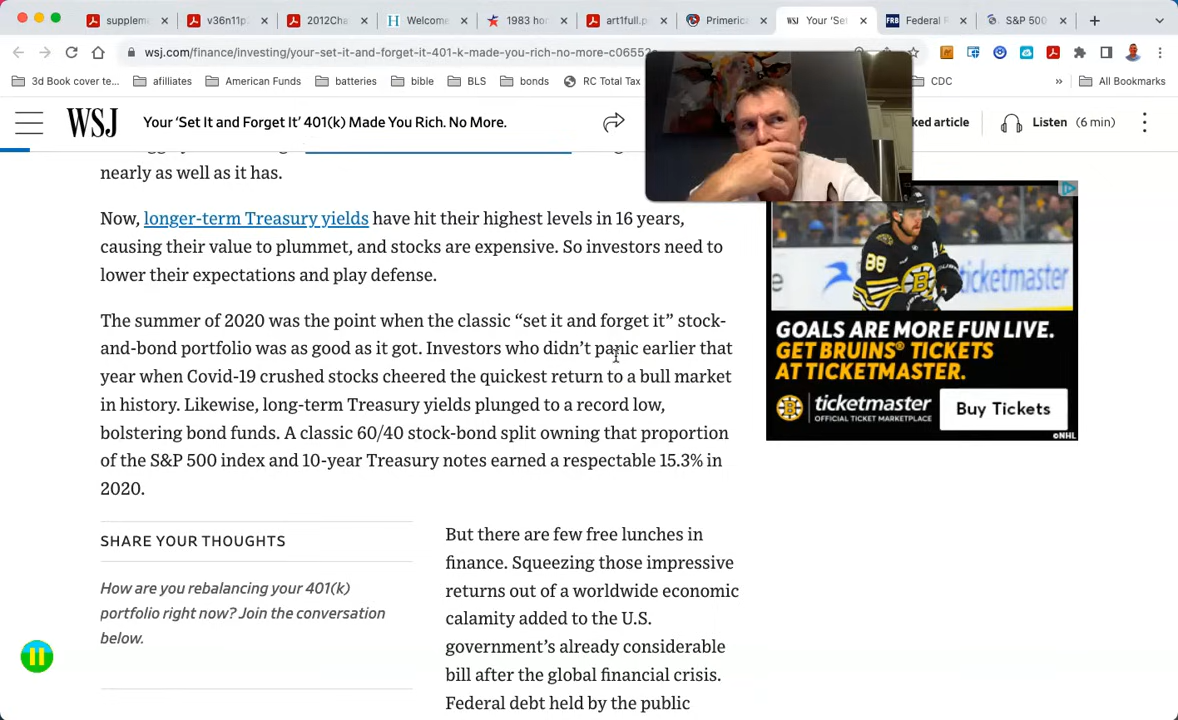 supplem
v36n11p
2012Cha
Welcome
1983 ho
art1full.p
Primeric
WSJ
Your 'Set
FRB
Federal
S&P 500
wsj.com/finance/investing/your-set-it-and-forget-it-401-k-made-you-rich-no-more-c06552
3d Book cover te...
afilliates
American Funds
batteries
bible
BLS
bonds
RC Total Tax
CDC
»
All Bookmarks
WSJ
Your 'Set It and Forget It' 401(k) Made You Rich. No More.
ked article
Listen (6 min)
nearly as well as it has.
Now, longer-term Treasury yields have hit their highest levels in 16 years,
causing their value to plummet, and stocks are expensive. So investors need to
lower their expectations and play defense.
The summer of 2020 was the point when the classic “set it and forget it” stock-
and-bond portfolio was as good as it got. Investors who didn’t panic earlier that
year when Covid-19 crushed stocks cheered the quickest return to a bull market
in history. Likewise, long-term Treasury yields plunged to a record low,
bolstering bond funds. A classic 60/40 stock-bond split owning that proportion
of the S&P 500 index and 10-year Treasury notes earned a respectable 15.3% in
2020.
88
ticketmaster
GOALS ARE MORE FUN LIVE.
GET BRUINS® TICKETS
AT TICKETMASTER.
ticketmaster
OFFICIAL TICKET MARKETPLACE
Buy Tickets
©NHL
SHARE YOUR THOUGHTS
How are you rebalancing your 401(k)
portfolio right now? Join the conversation
below.
But there are few free lunches in
finance. Squeezing those impressive
returns out of a worldwide economic
calamity added to the U.S.
government’s already considerable
bill after the global financial crisis.
Federal debt held by the public